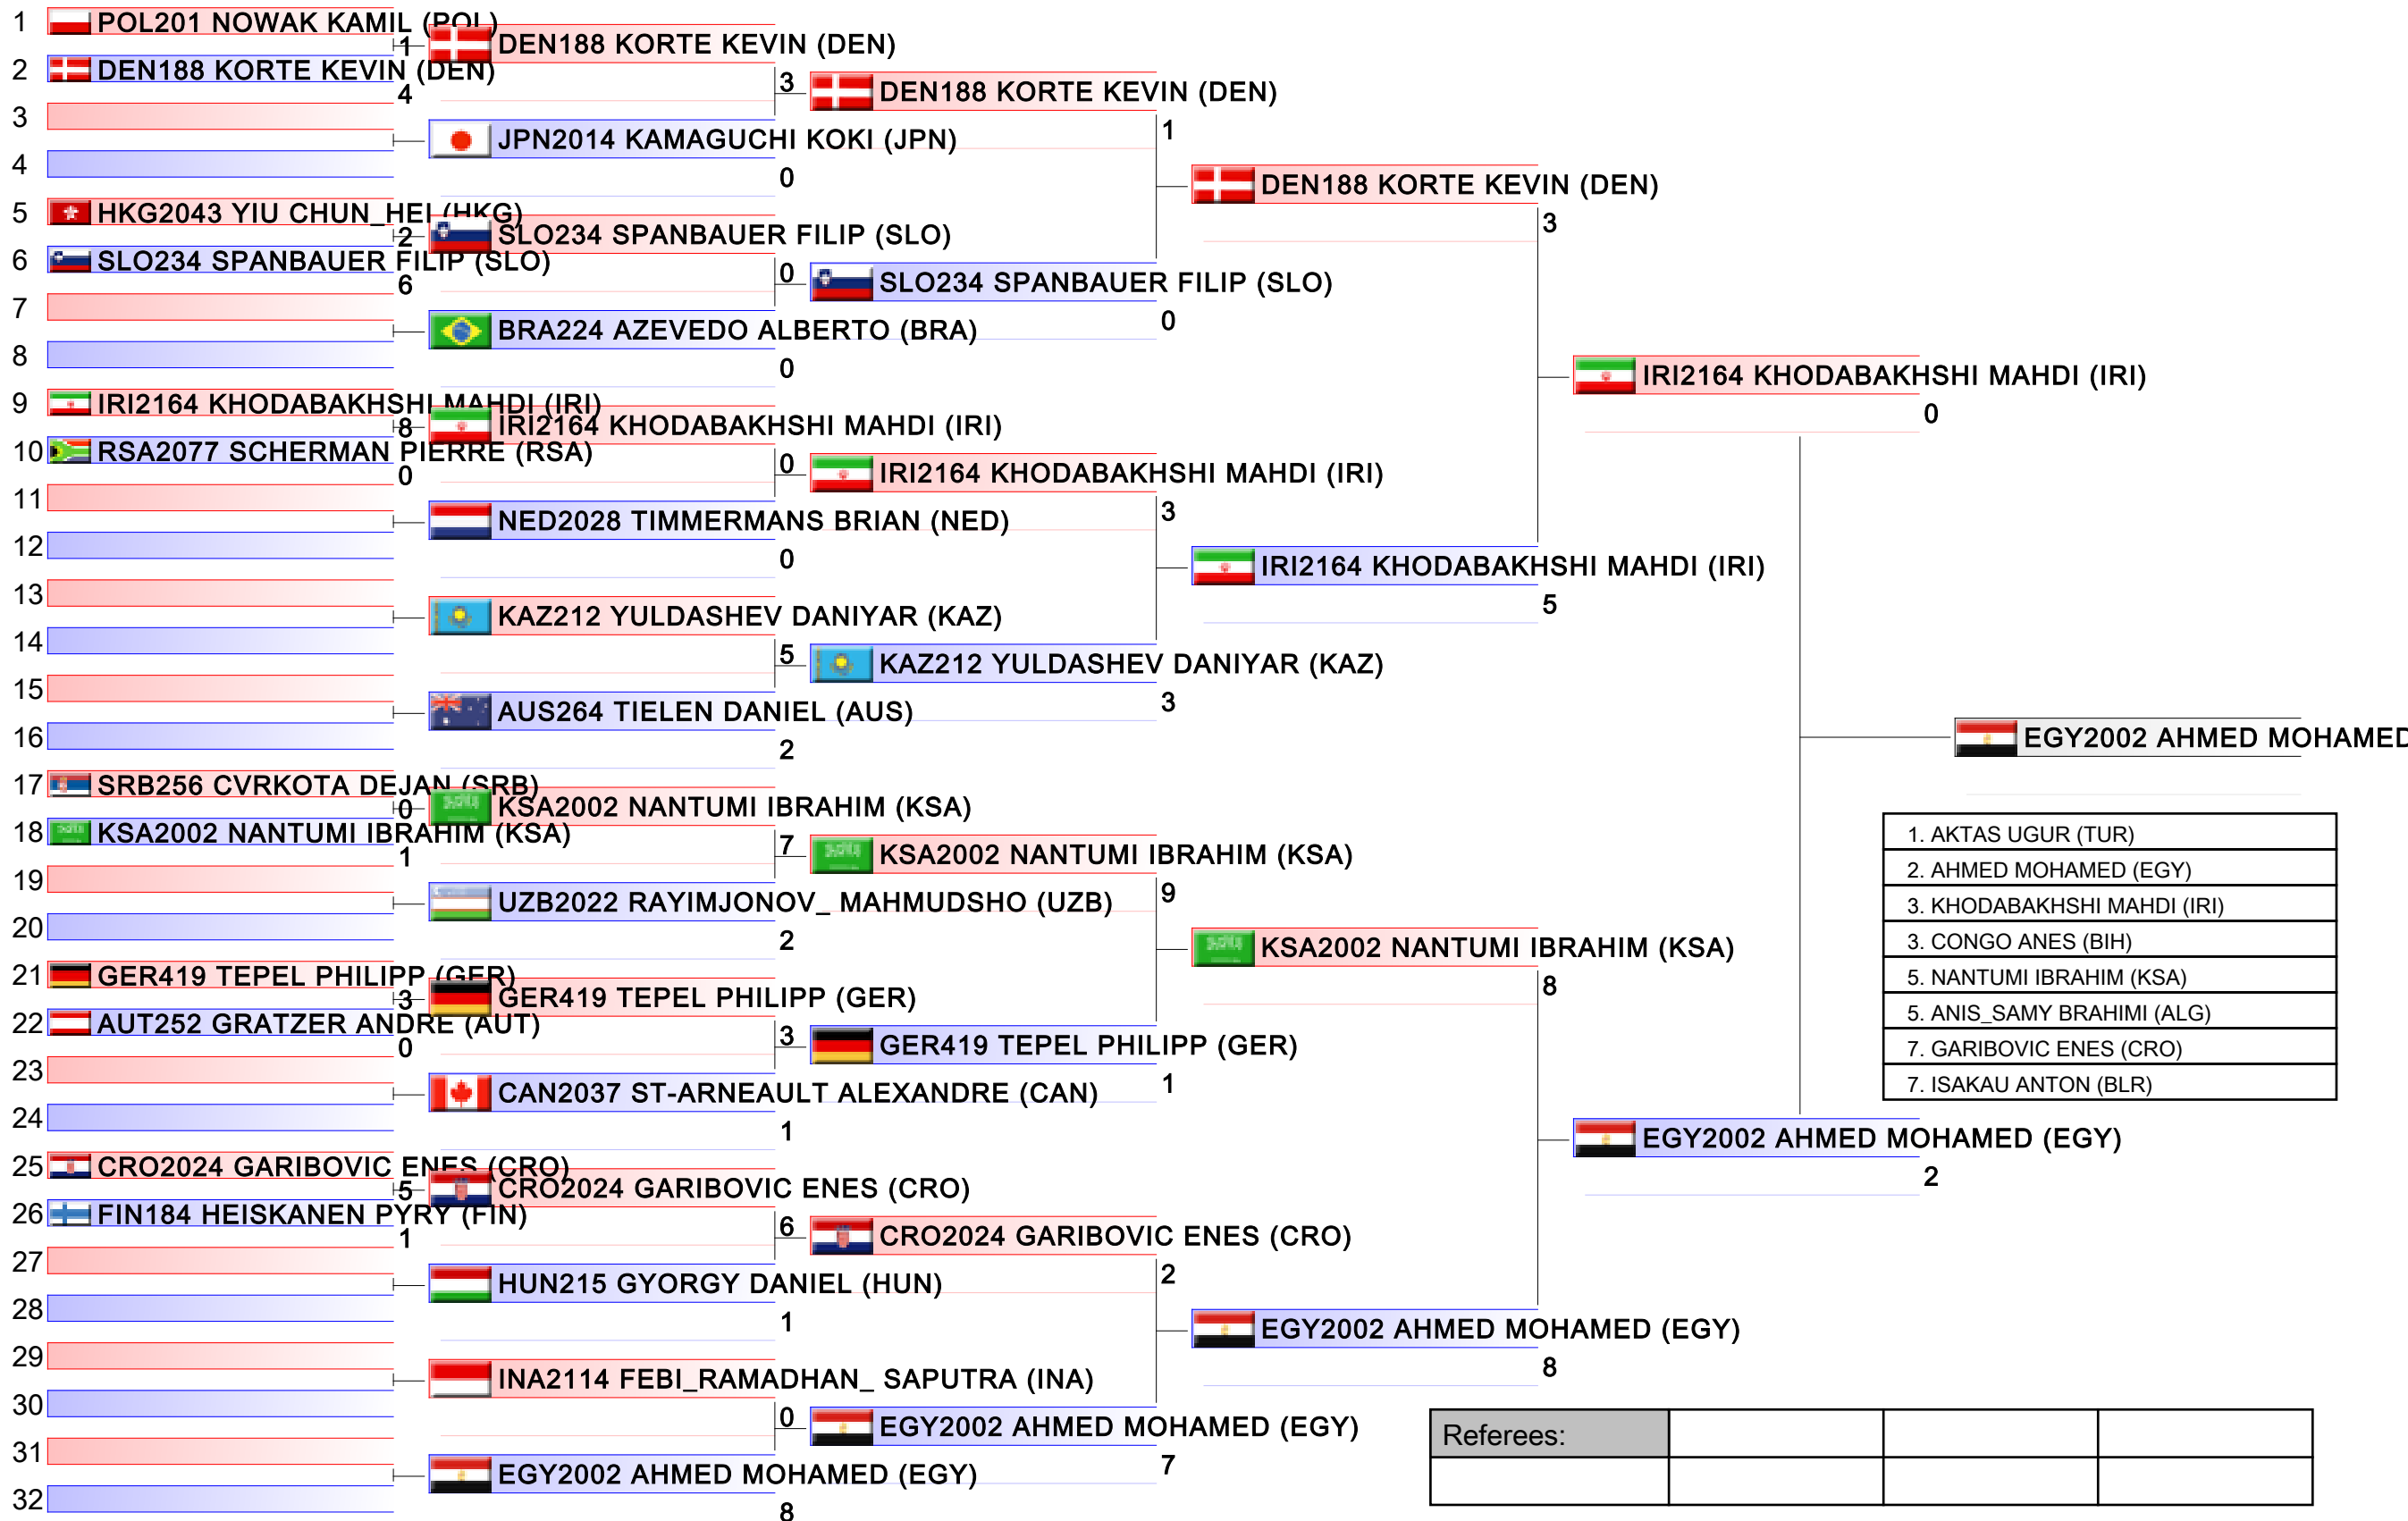 1 POL201 NOWAK KAMIL (POL)
1
2 DEN188 KORTE KEVIN (DEN)
4
3
4
5 HKG2043 YIU CHUN_HEI (HKG)
2
6 SLO234 SPANBAUER FILIP (SLO)
6
7
8
9 IRI2164 KHODABAKHSHI MAHDI (IRI)
8
10 RSA2077 SCHERMAN PIERRE (RSA)
0
11
12
13
14
15
16
17 SRB256 CVRKOTA DEJAN (SRB)
0
18 KSA2002 NANTUMI IBRAHIM (KSA)
1
19
20
21 GER419 TEPEL PHILIPP (GER)
3
22 AUT252 GRATZER ANDRE (AUT)
0
23
24
25 CRO2024 GARIBOVIC ENES (CRO)
5
26 FIN184 HEISKANEN PYRY (FIN)
1
27
28
29
30
31
32
DEN188 KORTE KEVIN (DEN)
3
JPN2014 KAMAGUCHI KOKI (JPN)
0
SLO234 SPANBAUER FILIP (SLO)
0
BRA224 AZEVEDO ALBERTO (BRA)
0
IRI2164 KHODABAKHSHI MAHDI (IRI)
0
NED2028 TIMMERMANS BRIAN (NED)
0
KAZ212 YULDASHEV DANIYAR (KAZ)
5
AUS264 TIELEN DANIEL (AUS)
2
KSA2002 NANTUMI IBRAHIM (KSA)
7
UZB2022 RAYIMJONOV_ MAHMUDSHO (UZB)
2
GER419 TEPEL PHILIPP (GER)
3
CAN2037 ST-ARNEAULT ALEXANDRE (CAN)
1
CRO2024 GARIBOVIC ENES (CRO)
6
HUN215 GYORGY DANIEL (HUN)
1
INA2114 FEBI_RAMADHAN_ SAPUTRA (INA)
0
EGY2002 AHMED MOHAMED (EGY)
8
DEN188 KORTE KEVIN (DEN)
1
SLO234 SPANBAUER FILIP (SLO)
0
IRI2164 KHODABAKHSHI MAHDI (IRI)
3
KAZ212 YULDASHEV DANIYAR (KAZ)
3
KSA2002 NANTUMI IBRAHIM (KSA)
9
GER419 TEPEL PHILIPP (GER)
1
CRO2024 GARIBOVIC ENES (CRO)
2
EGY2002 AHMED MOHAMED (EGY)
7
DEN188 KORTE KEVIN (DEN)
3
IRI2164 KHODABAKHSHI MAHDI (IRI)
5
KSA2002 NANTUMI IBRAHIM (KSA)
8
EGY2002 AHMED MOHAMED (EGY)
8
IRI2164 KHODABAKHSHI MAHDI (IRI)
0
EGY2002 AHMED MOHAMED (EGY)
2
EGY2002 AHMED MOHAMED
1. AKTAS UGUR (TUR)
2. AHMED MOHAMED (EGY)
3. KHODABAKHSHI MAHDI (IRI)
3. CONGO ANES (BIH)
5. NANTUMI IBRAHIM (KSA)
5. ANIS_SAMY BRAHIMI (ALG)
7. GARIBOVIC ENES (CRO)
7. ISAKAU ANTON (BLR)
Referees: